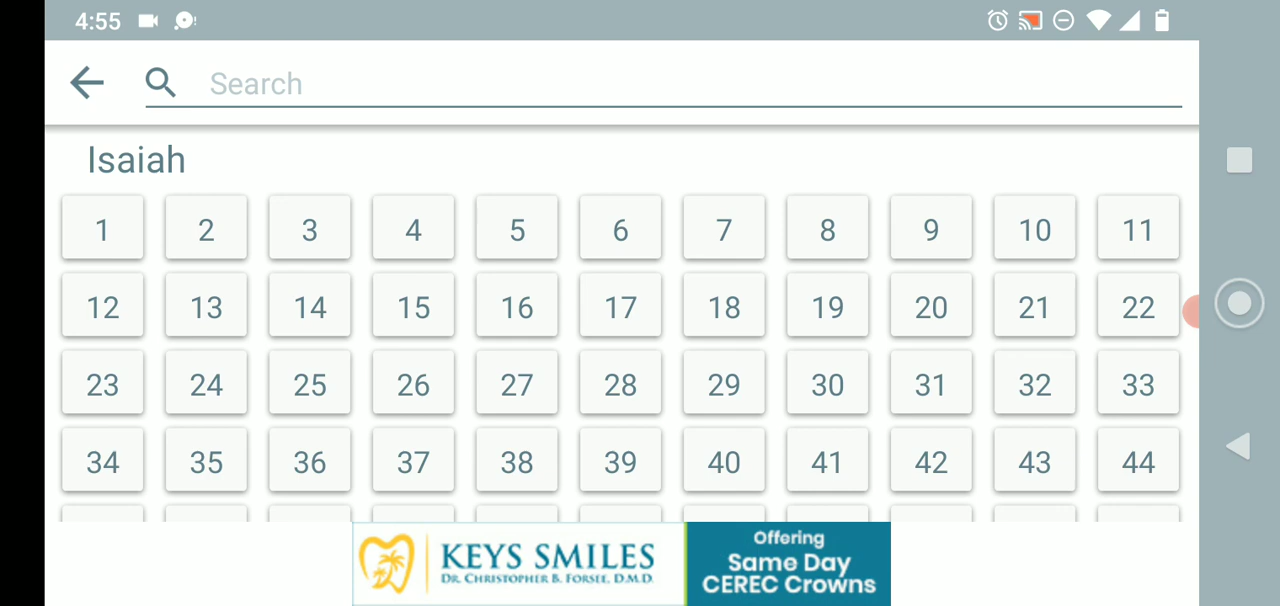 4:55
Search
Isaiah
1 2 3 4 5 6 7 8 9 10 11
12 13 14 15 16 17 18 19 20 21 22
23 24 25 26 27 28 29 30 31 32 33
34 35 36 37 38 39 40 41 42 43 44
KEYS SMILES
DR. CHRISTOPHER B. FORSEE, D.M.D.
Offering
Same Day
CEREC Crowns